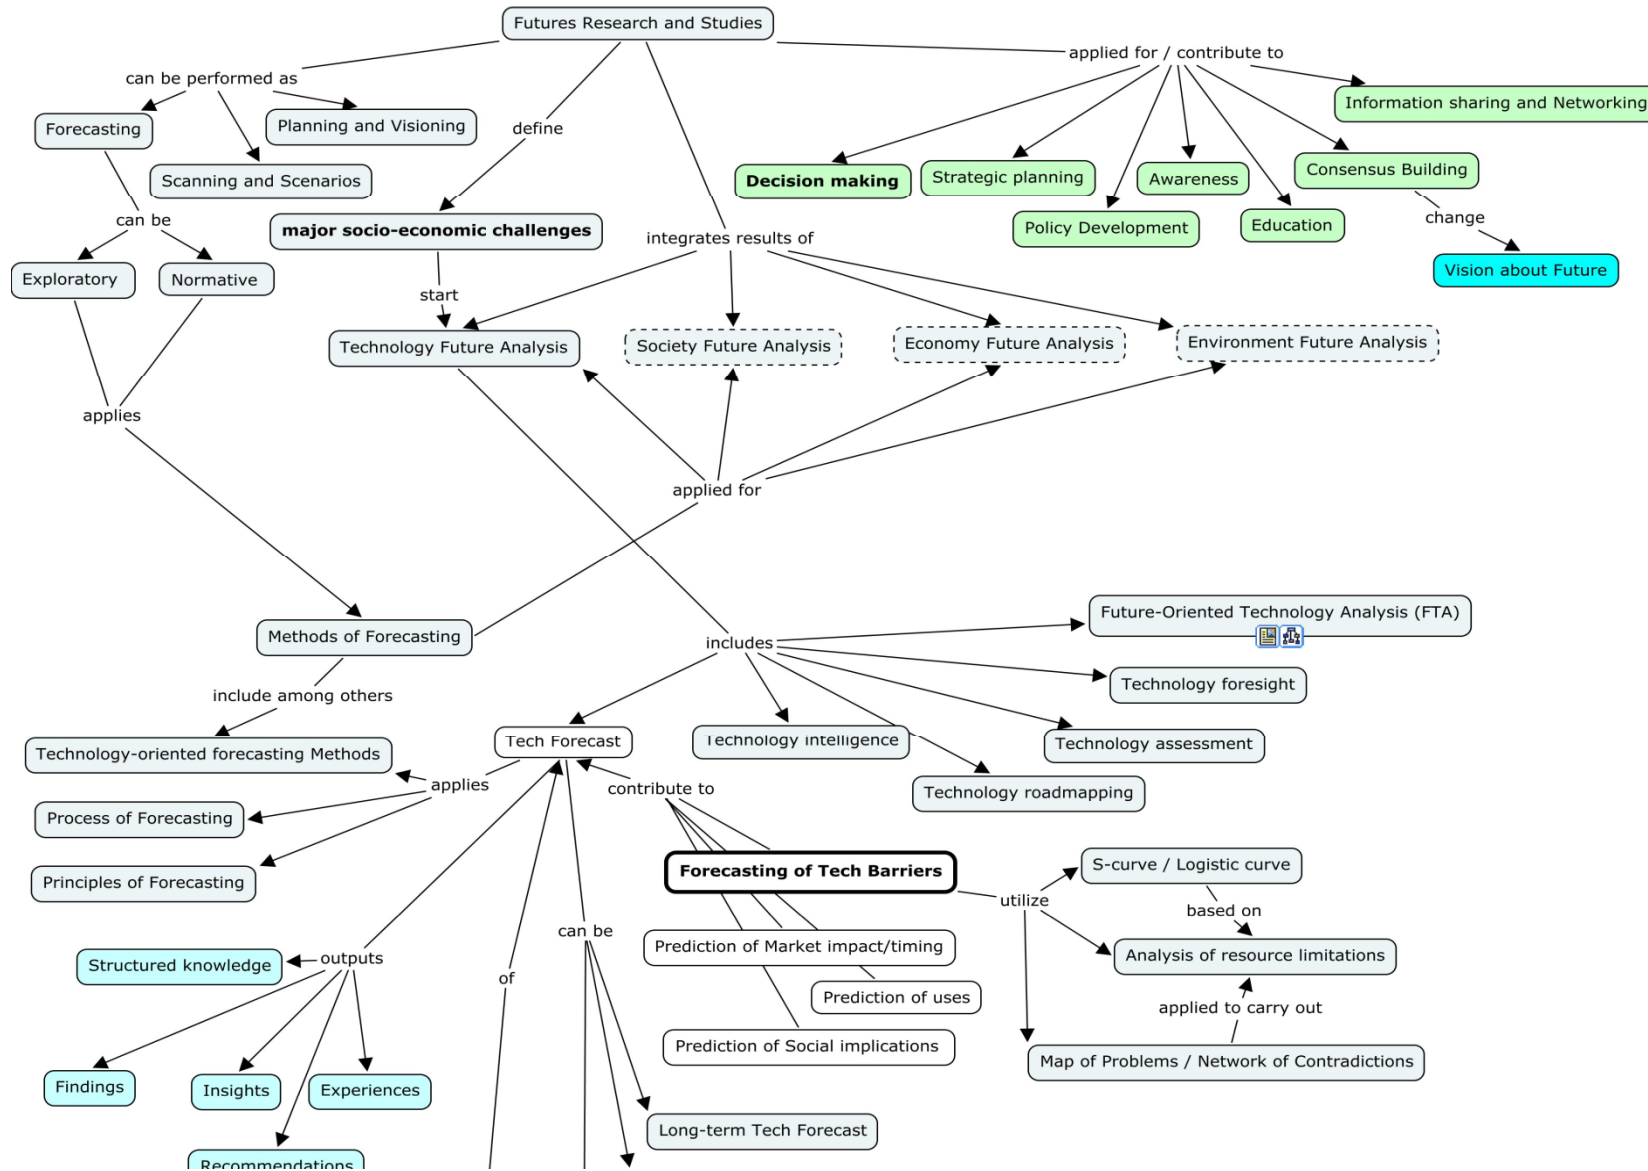 Futures Research and Studies
can be performed as
applied for / contribute to
Information sharing and Networking
Forecasting
Planning and Visioning
define
Scanning and Scenarios
Decision making
Strategic planning
Awareness
Consensus Building
can be
major socio-economic challenges
integrates results of
Policy Development
Education
change
Exploratory
Normative
Vision about Future
start
Technology Future Analysis
Society Future Analysis
Economy Future Analysis
Environment Future Analysis
applies
applied for
Methods of Forecasting
includes
Future-Oriented Technology Analysis (FTA)
include among others
Technology foresight
Technology-oriented forecasting Methods
Tech Forecast
Technology intelligence
Technology assessment
applies
contribute to
Technology roadmapping
Process of Forecasting
Principles of Forecasting
Forecasting of Tech Barriers
utilize
S-curve / Logistic curve
based on
can be
Prediction of Market impact/timing
Analysis of resource limitations
Structured knowledge
outputs
of
Prediction of uses
applied to carry out
Prediction of Social implications
Map of Problems / Network of Contradictions
Findings
Insights
Experiences
Long-term Tech Forecast
Recommendations